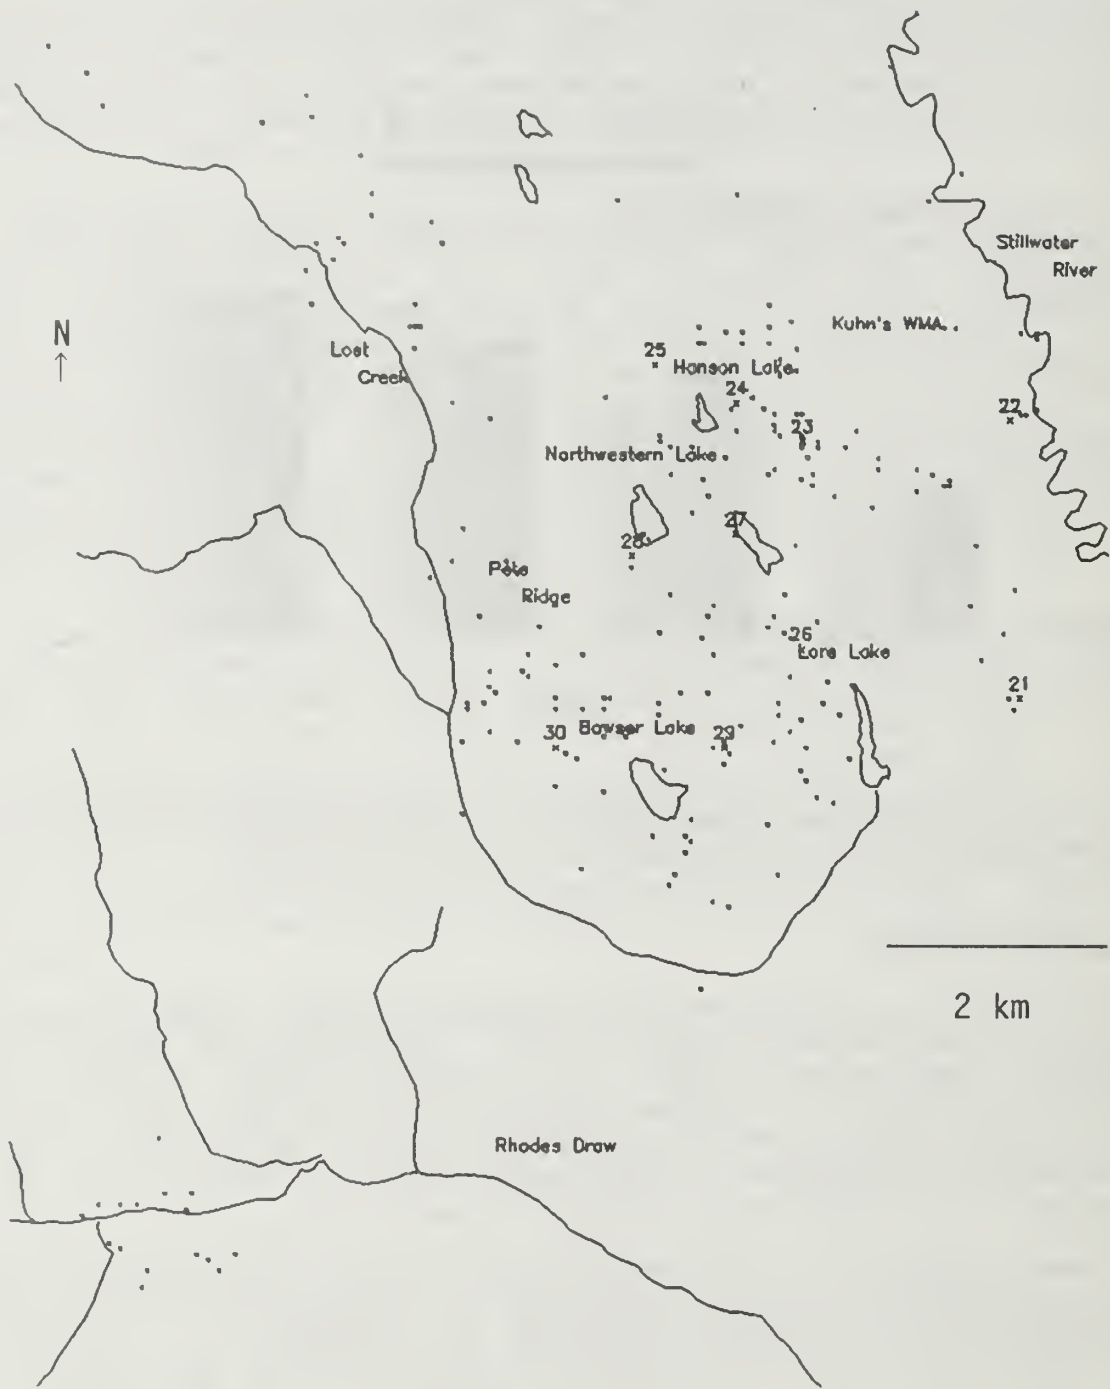 Stillwater
River
Kuhn's WMA
N
Lost
Creek
25
Hanson Lake
24
22
23
Northwestern Lake
27
28
Pete
Ridge
26
Lore Lake
21
30
Bowser Lake
29
2 km
Rhodes Draw